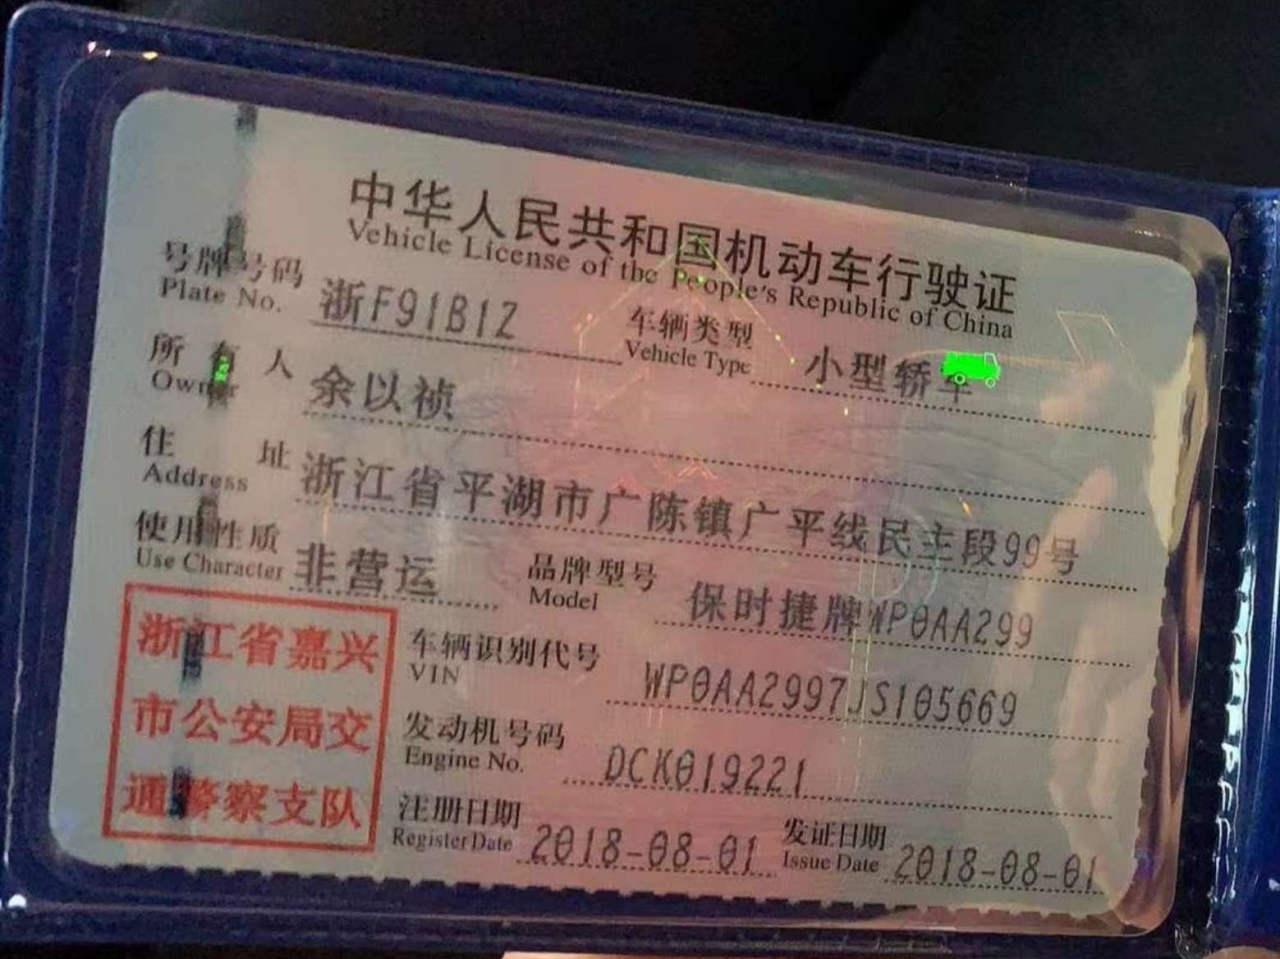 中华人民共和国机动车行驶证
Vehicle License of the People's Republic of China
号牌号码 浙F91B1Z 车辆类型 小型轿车
Plate No. Vehicle Type
所有人 余以祯
Owner
住址 浙江省平湖市广陈镇广平线民主段99号
Address
使用性质 非营运 品牌型号 保时捷牌WP0AA299
Use Character Model
浙江省嘉兴
市公安局交
通警察支队
车辆识别代号 WP0AA2997JS105669
VIN
发动机号码 DCK019221
Engine No.
注册日期 2018-08-01 发证日期 2018-08-01
Register Date Issue Date